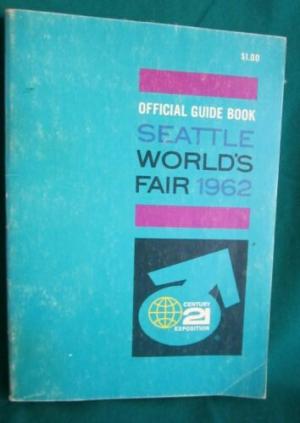 $1.00
OFFICIAL GUIDE BOOK
SEATTLE
WORLD'S
FAIR 1962
CENTURY
21
EXPOSITION